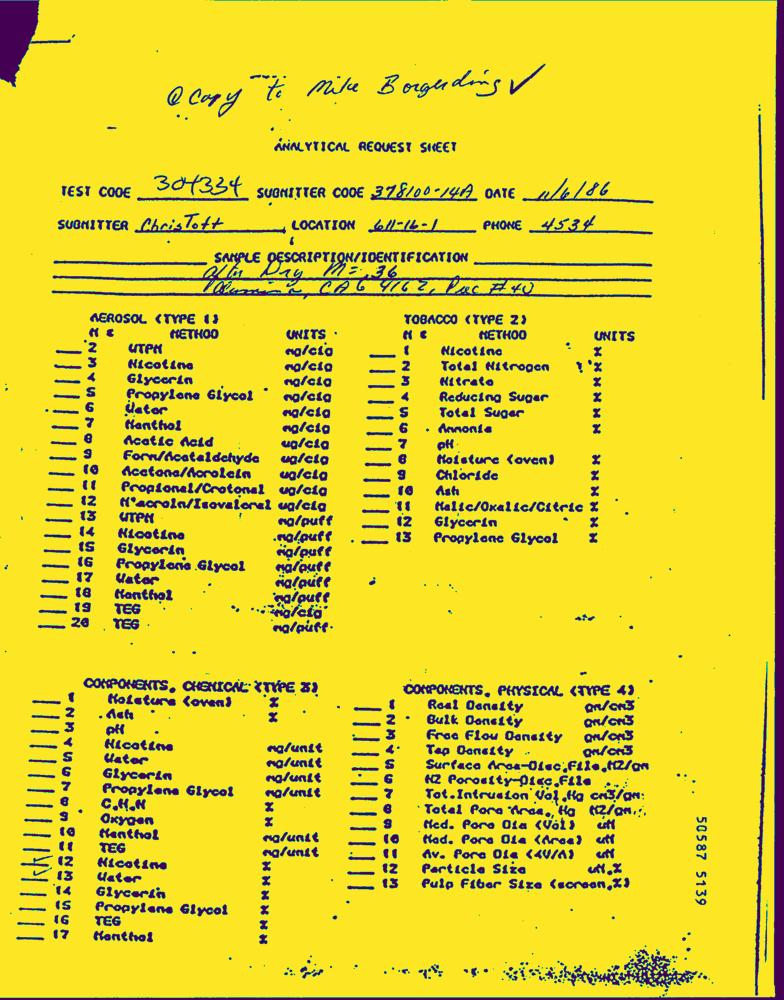 @ Copy to Mike Borgerding ✓
ANALYTICAL REQUEST SHEET
TEST CODE 304334 SUBMITTER CODE 378100-14A DATE 11/6/86
SUBMITTER Chris Tott LOCATION 611-16-1 PHONE 4534
SAMPLE DESCRIPTION/IDENTIFICATION
Dry M=.36
Alumina, CAG 4162, #40
AEROSOL (TYPE 1)
M # METHOD UNITS
2 WTPM mg/cig
3 Nicotine mg/cig
4 Glycerin mg/cig
5 Propylene Glycol mg/cig
6 Water mg/cig
7 Menthol mg/cig
8 Acetic Acid ug/cig
9 Form/Acetaldehyde ug/cig
10 Acetone/Acrolein ug/cig
11 Propional/Crotonal ug/cig
12 M'acroln/Isovaleral ug/cig
13 WTPM mg/puff
14 Nicotine mg/puff
15 Glycerin mg/puff
16 Propylene Glycol mg/puff
17 Water mg/puff
18 Menthol mg/puff
19 TEG mg/cig
20 TEG mg/puff
TOBACCO (TYPE 2)
M # METHOD UNITS
1 Nicotine %
2 Total Nitrogen %
3 Nitrate %
4 Reducing Sugar %
5 Total Sugar %
6 Ammonia %
7 pH
8 Moisture (oven) %
9 Chloride %
10 Ash %
11 Malic/Oxalic/Citric %
12 Glycerin %
13 Propylene Glycol %
COMPONENTS, CHEMICAL (TYPE 3)
1 Moisture (oven) %
2 Ash %
3 pH
4 Nicotine mg/unit
5 Water mg/unit
6 Glycerin mg/unit
7 Propylene Glycol mg/unit
8 C,H,N %
9 Oxygen %
10 Menthol mg/unit
11 TEG mg/unit
12 Nicotine %
13 Water %
14 Glycerin %
15 Propylene Glycol %
16 TEG %
17 Menthol %
COMPONENTS, PHYSICAL (TYPE 4)
1 Real Density gm/cm3
2 Bulk Density gm/cm3
3 Free Flow Density gm/cm3
4 Tap Density gm/cm3
5 Surface Area-Disc,File,M2/gm
6 N2 Porosity-Disc,File
7 Tot.Intrusion Vol,Hg cm3/gm
8 Total Pore Area, Hg M2/gm
9 Med. Pore Dia (Vol) uM
10 Med. Pore Dia (Area) uM
11 Av. Pore Dia (4V/A) uM
12 Particle Size uM,%
13 Pulp Fiber Size (screen,%)
50587 5139